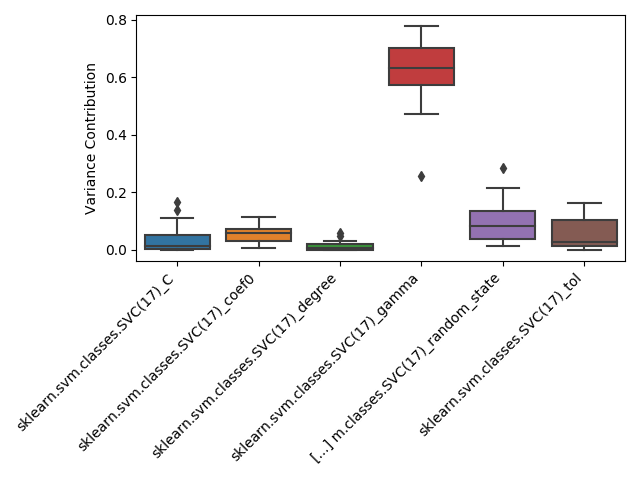 Variance Contribution
0.8
0.6
0.4
0.2
0.0
sklearn.svm.classes.SVC(17)_C
sklearn.svm.classes.SVC(17)_coef0
sklearn.svm.classes.SVC(17)_degree
sklearn.svm.classes.SVC(17)_gamma
[...] m.classes.SVC(17)_random_state
sklearn.svm.classes.SVC(17)_tol